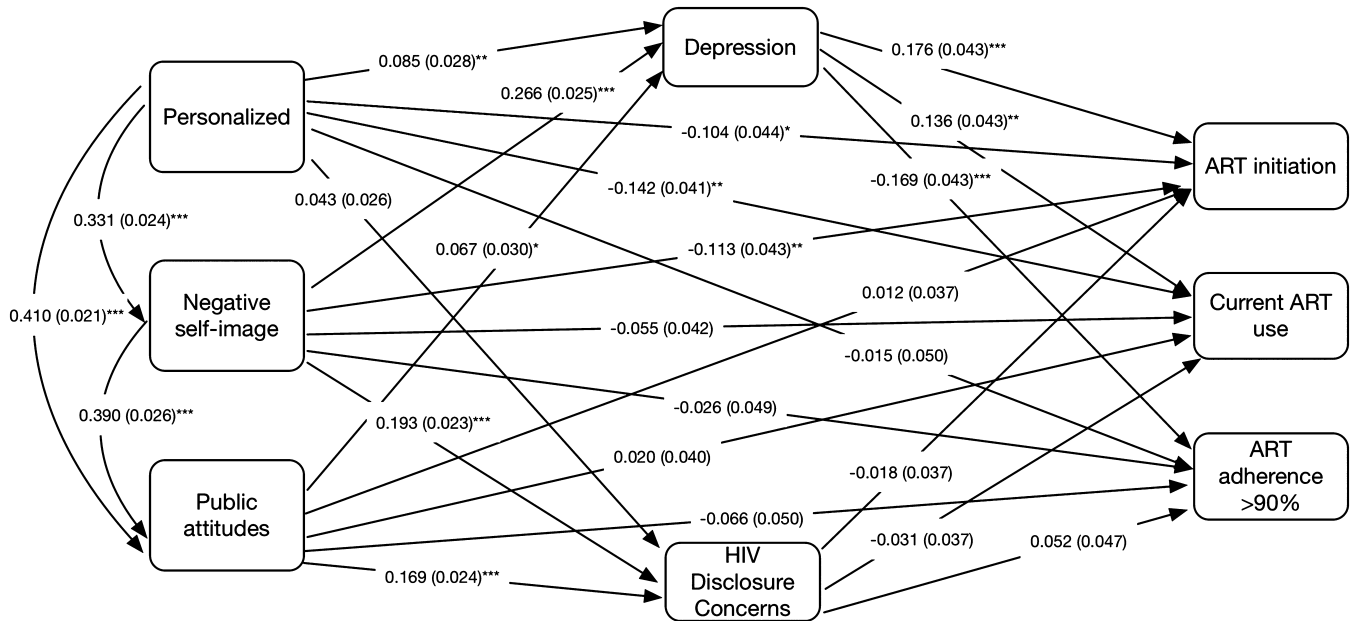 Depression
0.176 (0.043)***
0.085 (0.028)**
0.266 (0.025)***
Personalized
0.136 (0.043)**
-0.104 (0.044)*
ART initiation
-0.169 (0.043)***
-0.142 (0.041)**
0.043 (0.026)
0.331 (0.024)***
0.067 (0.030)*
-0.113 (0.043)**
0.012 (0.037)
Negative
self-image
Current ART
use
0.410 (0.021)***
-0.055 (0.042)
-0.015 (0.050)
-0.026 (0.049)
0.390 (0.026)***
0.193 (0.023)***
0.020 (0.040)
ART
adherence
>90%
-0.018 (0.037)
Public
attitudes
-0.066 (0.050)
-0.031 (0.037)
0.052 (0.047)
HIV
Disclosure
Concerns
0.169 (0.024)***